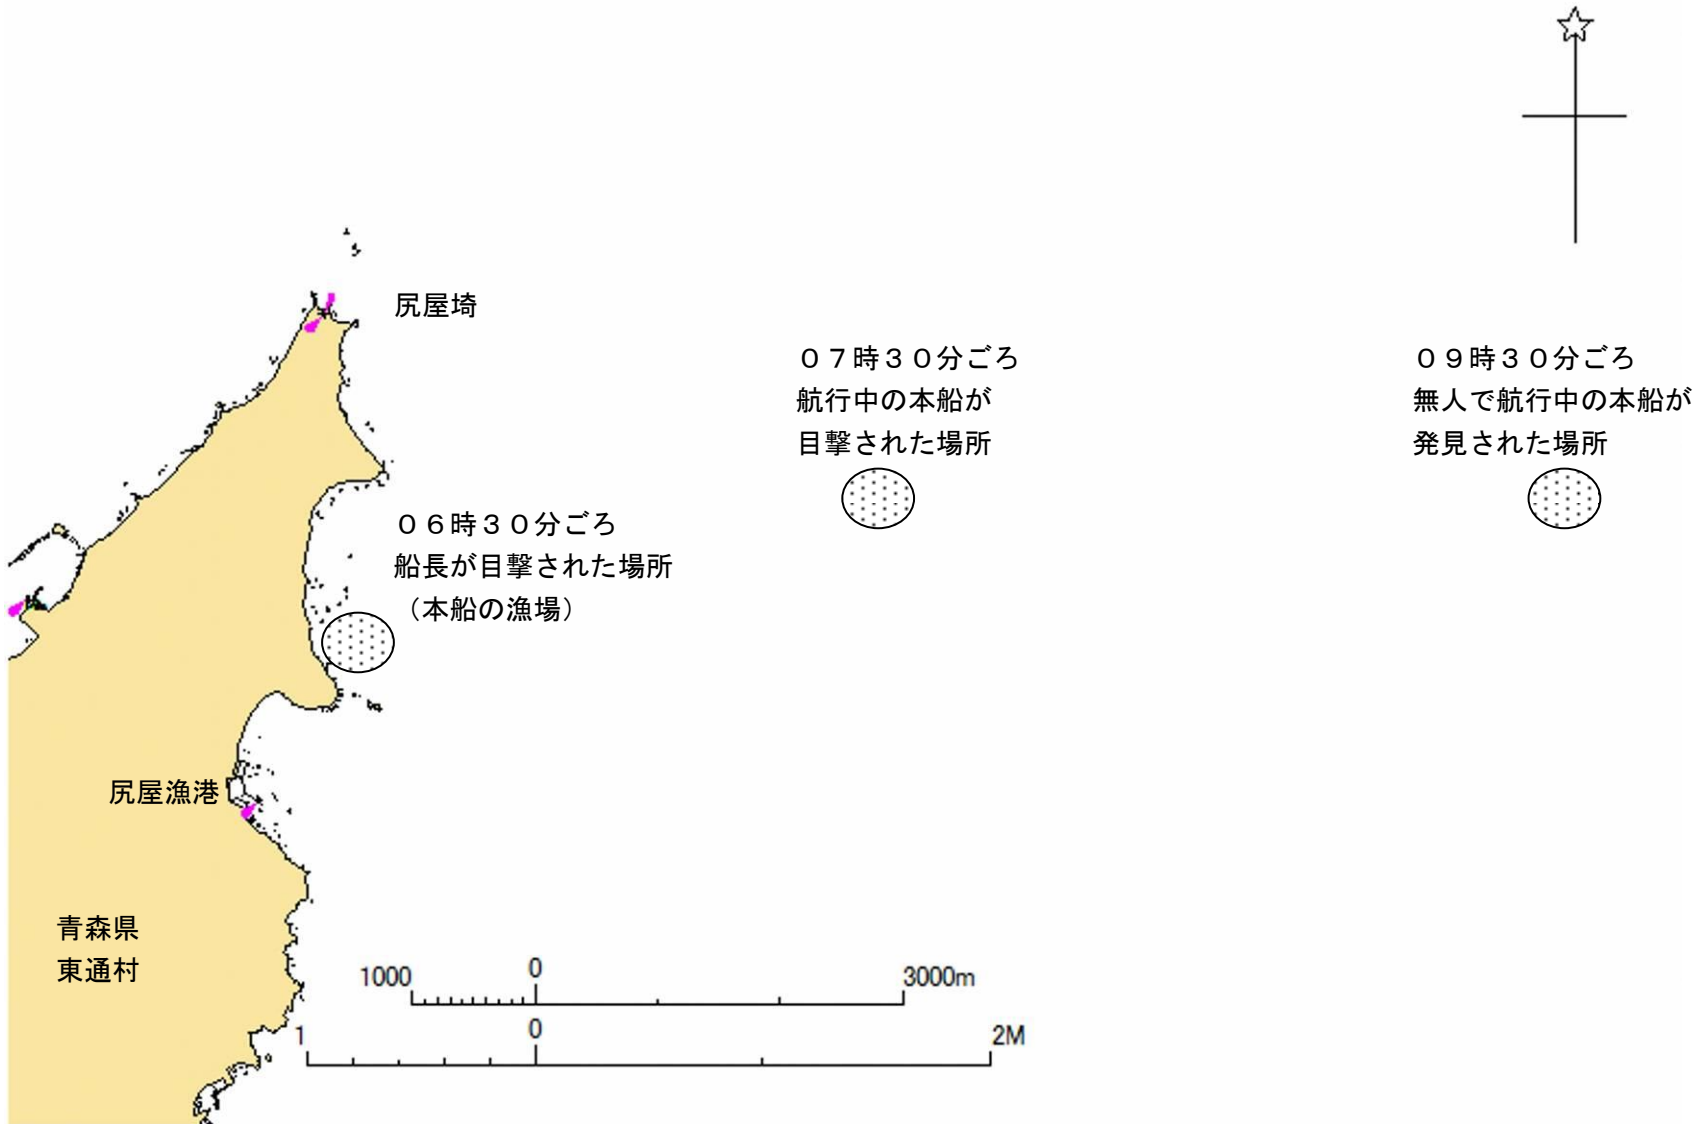 尻屋埼
０７時３０分ごろ
航行中の本船が
目撃された場所
０９時３０分ごろ
無人で航行中の本船が
発見された場所
０６時３０分ごろ
船長が目撃された場所
（本船の漁場）
尻屋漁港
青森県
東通村
1000 0 3000m
1 0 2M